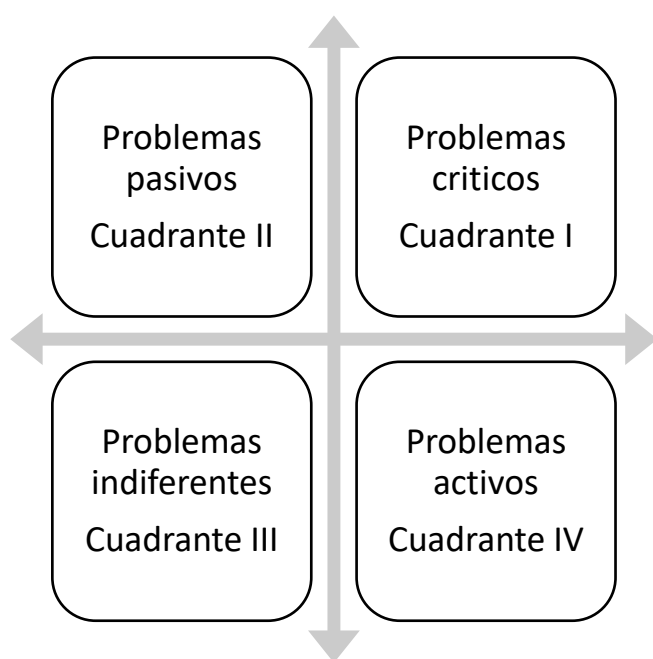 Problemas
pasivos
Cuadrante II
Problemas
criticos
Cuadrante I
Problemas
indiferentes
Cuadrante III
Problemas
activos
Cuadrante IV